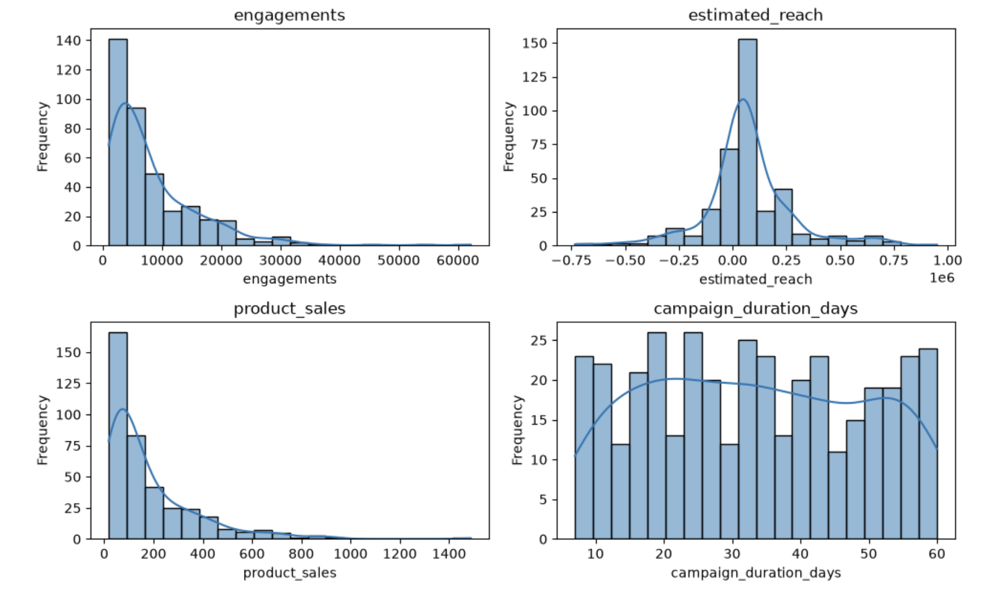 engagements
Frequency
140
120
100
80
60
40
20
0
0 10000 20000 30000 40000 50000 60000
engagements
estimated_reach
Frequency
150
125
100
75
50
25
0
−0.75 −0.50 −0.25 0.00 0.25 0.50 0.75 1.00
1e6
estimated_reach
product_sales
Frequency
150
125
100
75
50
25
0
0 200 400 600 800 1000 1200 1400
product_sales
campaign_duration_days
Frequency
25
20
15
10
5
0
10 20 30 40 50 60
campaign_duration_days